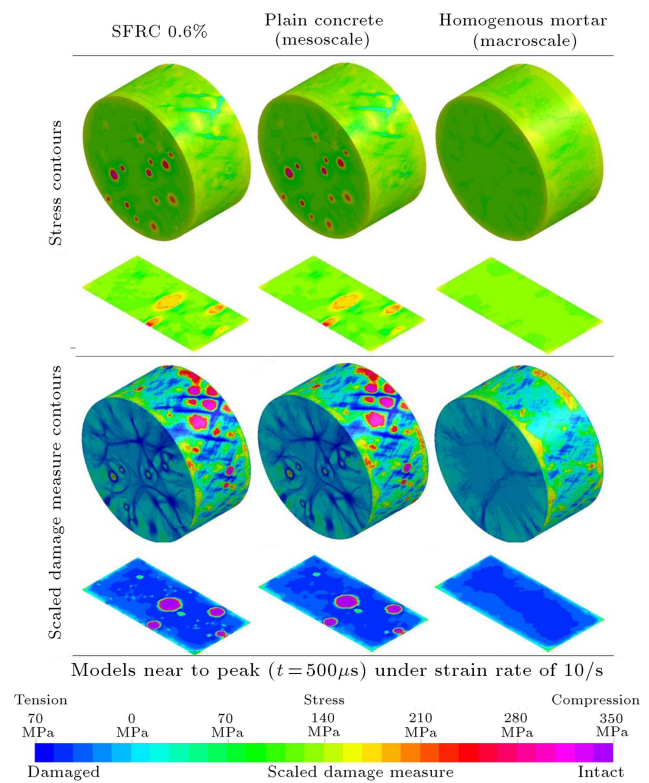 SFRC 0.6%
Plain concrete
(mesoscale)
Homogenous mortar
(macroscale)
Stress contours
Scaled damage measure contours
Models near to peak (t=500μs) under strain rate of 10/s
Tension Stress Compression
70 0 70 140 210 280 350
MPa MPa MPa MPa MPa MPa MPa
Damaged Scaled damage measure Intact